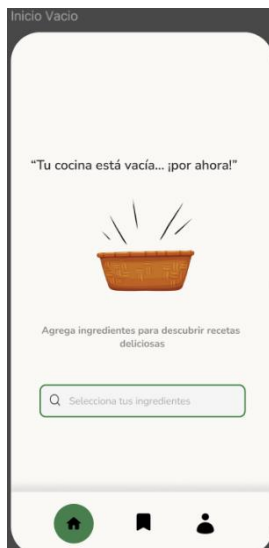 Inicio Vacio
“Tu cocina está vacía... ¡por ahora!”
Agrega ingredientes para descubrir recetas
deliciosas
Selecciona tus ingredientes